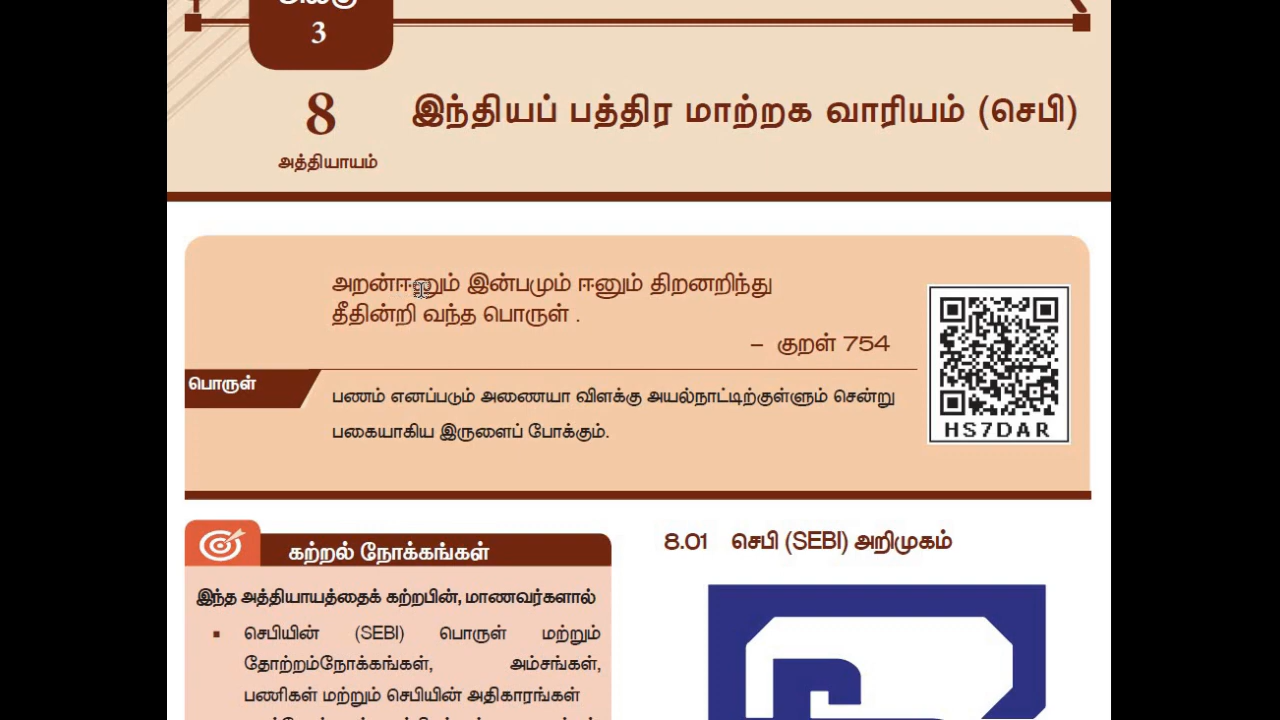 3
8
அத்தியாயம்
இந்தியப் பத்திர மாற்றக வாரியம் (செபி)
அறன்ஈனும் இன்பமும் ஈனும் திறனறிந்து
தீதின்றி வந்த பொருள் .
– குறள் 754
பொருள்
பணம் எனப்படும் அணையா விளக்கு அயல்நாட்டிற்குள்ளும் சென்று
பகையாகிய இருளைப் போக்கும்.
HS7DAR
கற்றல் நோக்கங்கள்
இந்த அத்தியாயத்தைக் கற்றபின், மாணவர்களால்
▪ செபியின் (SEBI) பொருள் மற்றும்
தோற்றம்நோக்கங்கள், அம்சங்கள்,
பணிகள் மற்றும் செபியின் அதிகாரங்கள்
8.01 செபி (SEBI) அறிமுகம்